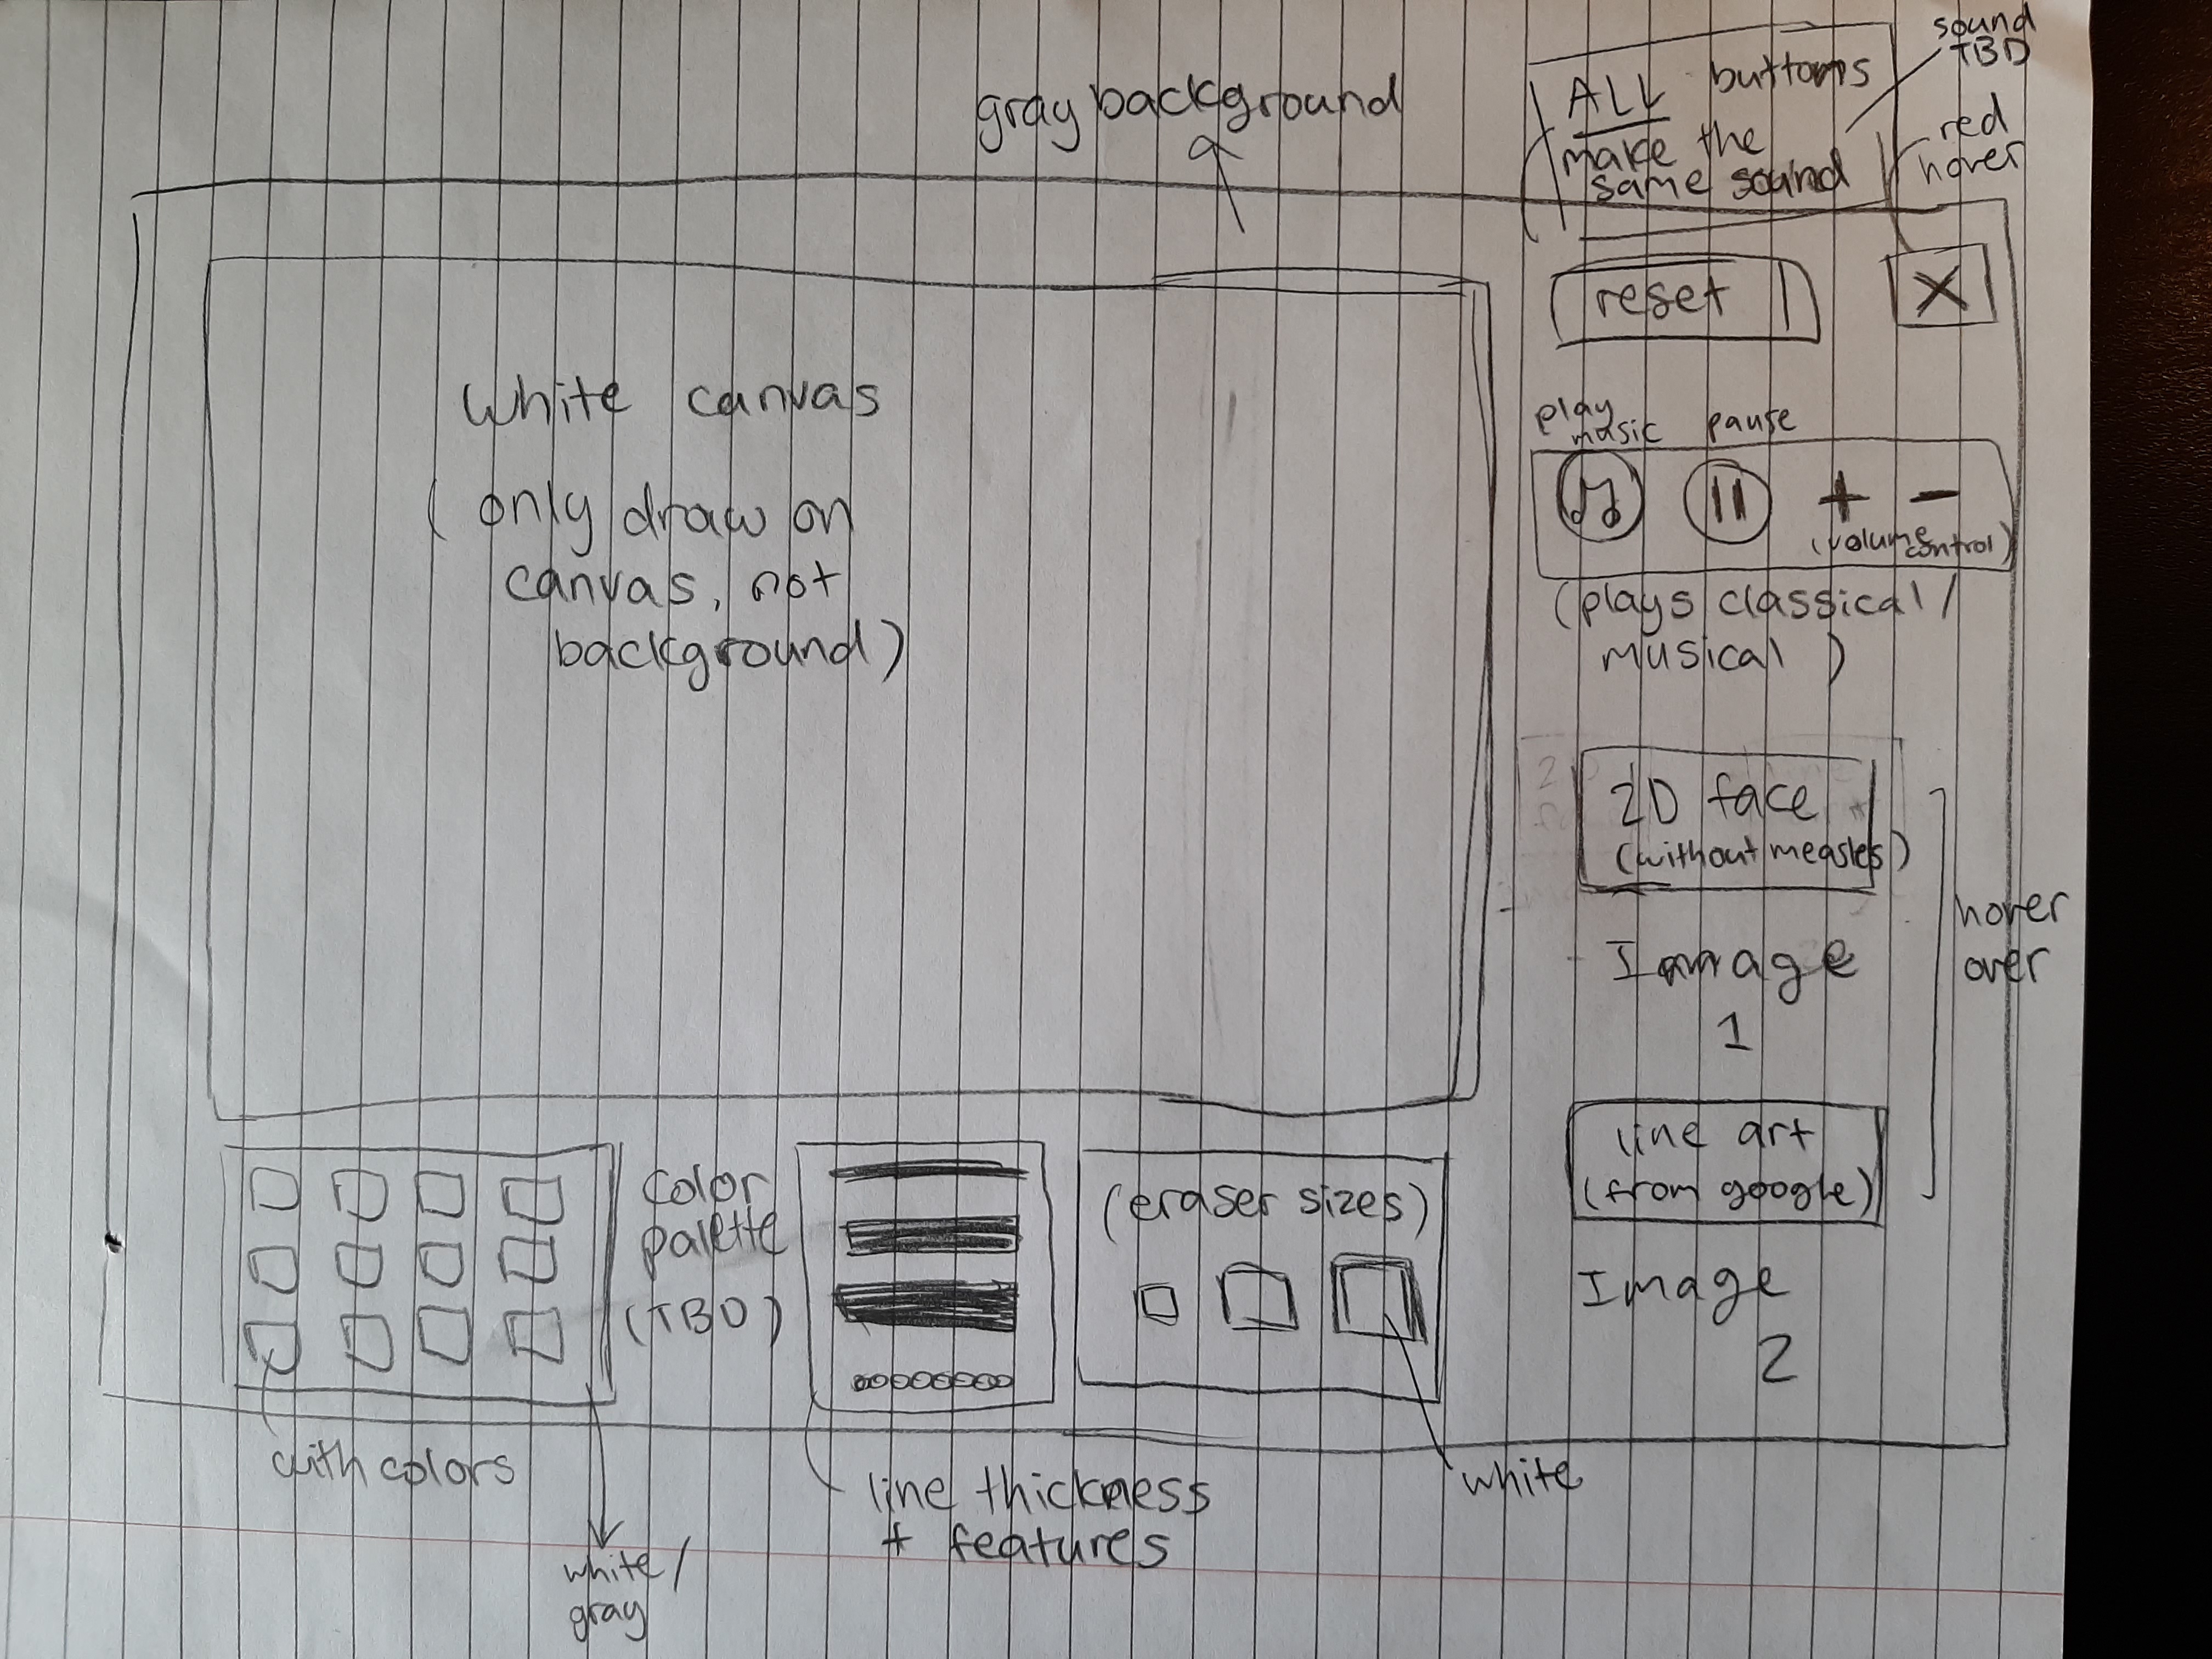 gray background
ALL buttons
make the
same sound
sound
TBD
red
hover
reset
X
play
music
pause
+ -
(volume
control)
(plays classical/
musical)
White canvas
(only draw on
canvas, not
background)
2D face
(without measles)
Image
1
line art
(from google)
Image
2
hover
over
color
palette
(TBD)
with colors
white/
gray
line thickness
+ features
(eraser sizes)
white